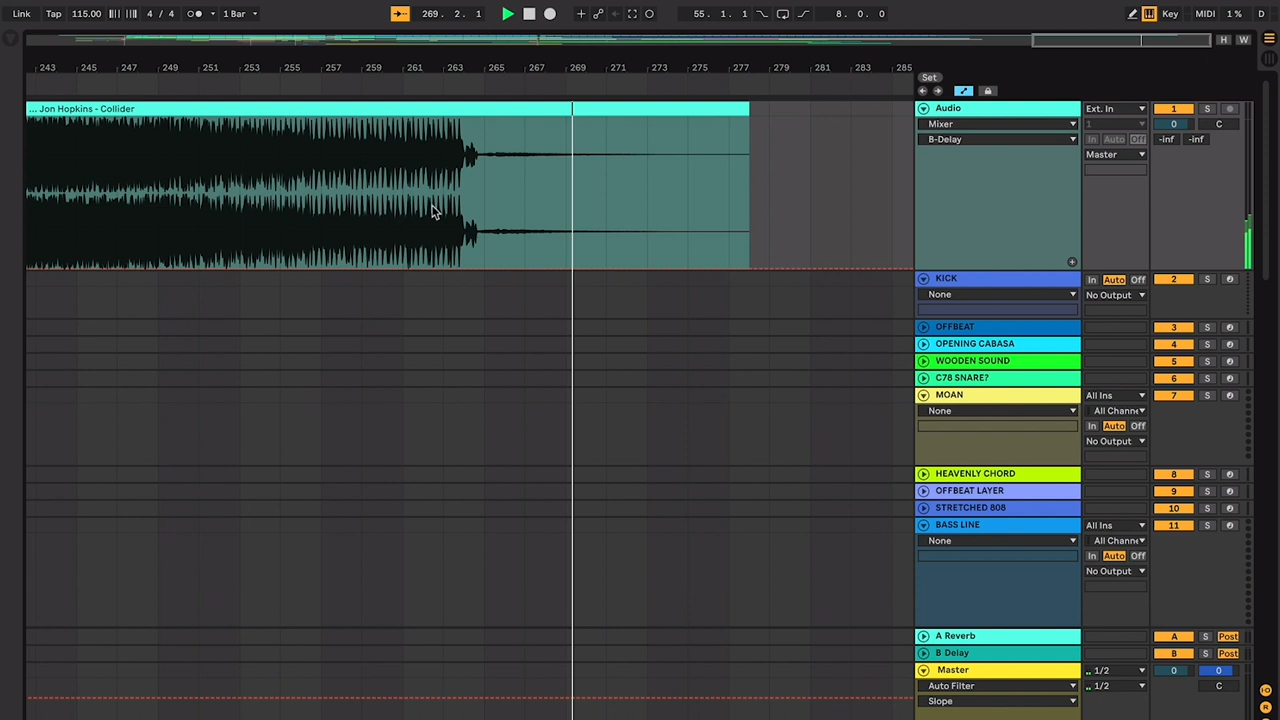 Link Tap 115.00 4 / 4 1 Bar 269. 2. 1 55. 1. 1 8. 0. 0 Key MIDI 1 % D
H W
243 245 247 249 251 253 255 257 259 261 263 265 267 269 271 273 275 277 279 281 283 285
Set
... Jon Hopkins - Collider Audio Ext. In 1 S
Mixer 1 0 C
B-Delay In Auto Off -inf -inf
Master
KICK In Auto Off 2 S
None No Output
OFFBEAT 3 S
OPENING CABASA 4 S
WOODEN SOUND 5 S
C78 SNARE? 6 S
MOAN All Ins 7 S
None All Channe
In Auto Off
No Output
HEAVENLY CHORD 8 S
OFFBEAT LAYER 9 S
STRETCHED 808 10 S
BASS LINE All Ins 11 S
None All Channe
In Auto Off
No Output
A Reverb A S Post
B Delay B S Post
Master 1/2 0 0
Auto Filter 1/2 C
Slope